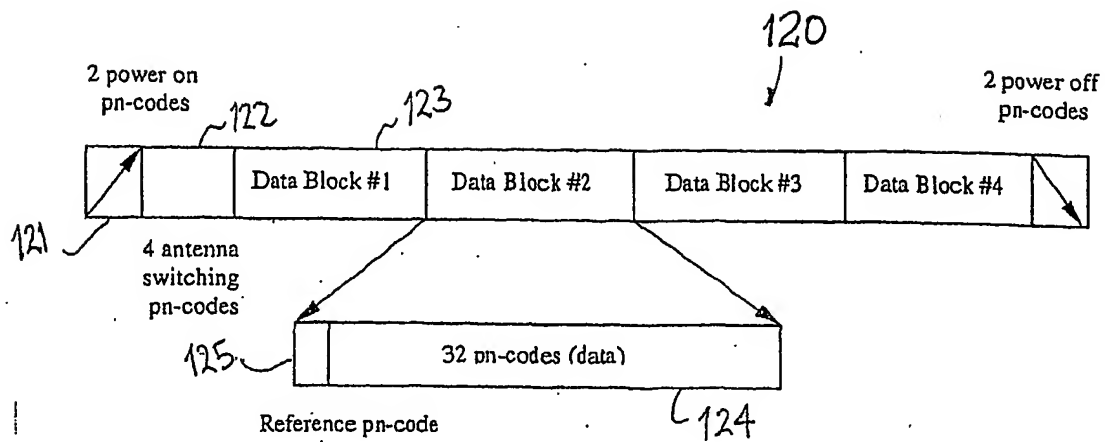 120
2 power on
pn-codes
2 power off
pn-codes
122
123
Data Block #1
Data Block #2
Data Block #3
Data Block #4
121
4 antenna
switching
pn-codes
125
32 pn-codes (data)
Reference pn-code
124